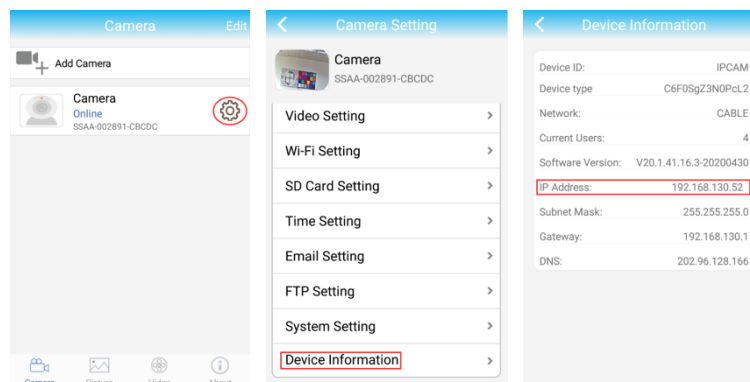 Camera
Edit
Add Camera
Camera
Online
SSAA-002891-CBCDC
Camera
Picture
Video
About
Camera Setting
Camera
SSAA-002891-CBCDC
Video Setting
Wi-Fi Setting
SD Card Setting
Time Setting
Email Setting
FTP Setting
System Setting
Device Information
Device Information
Device ID: IPCAM
Device type C6F0SgZ3N0PcL2
Network: CABLE
Current Users: 4
Software Version: V20.1.41.16.3-20200430
IP Address: 192.168.130.52
Subnet Mask: 255.255.255.0
Gateway: 192.168.130.1
DNS: 202.96.128.166